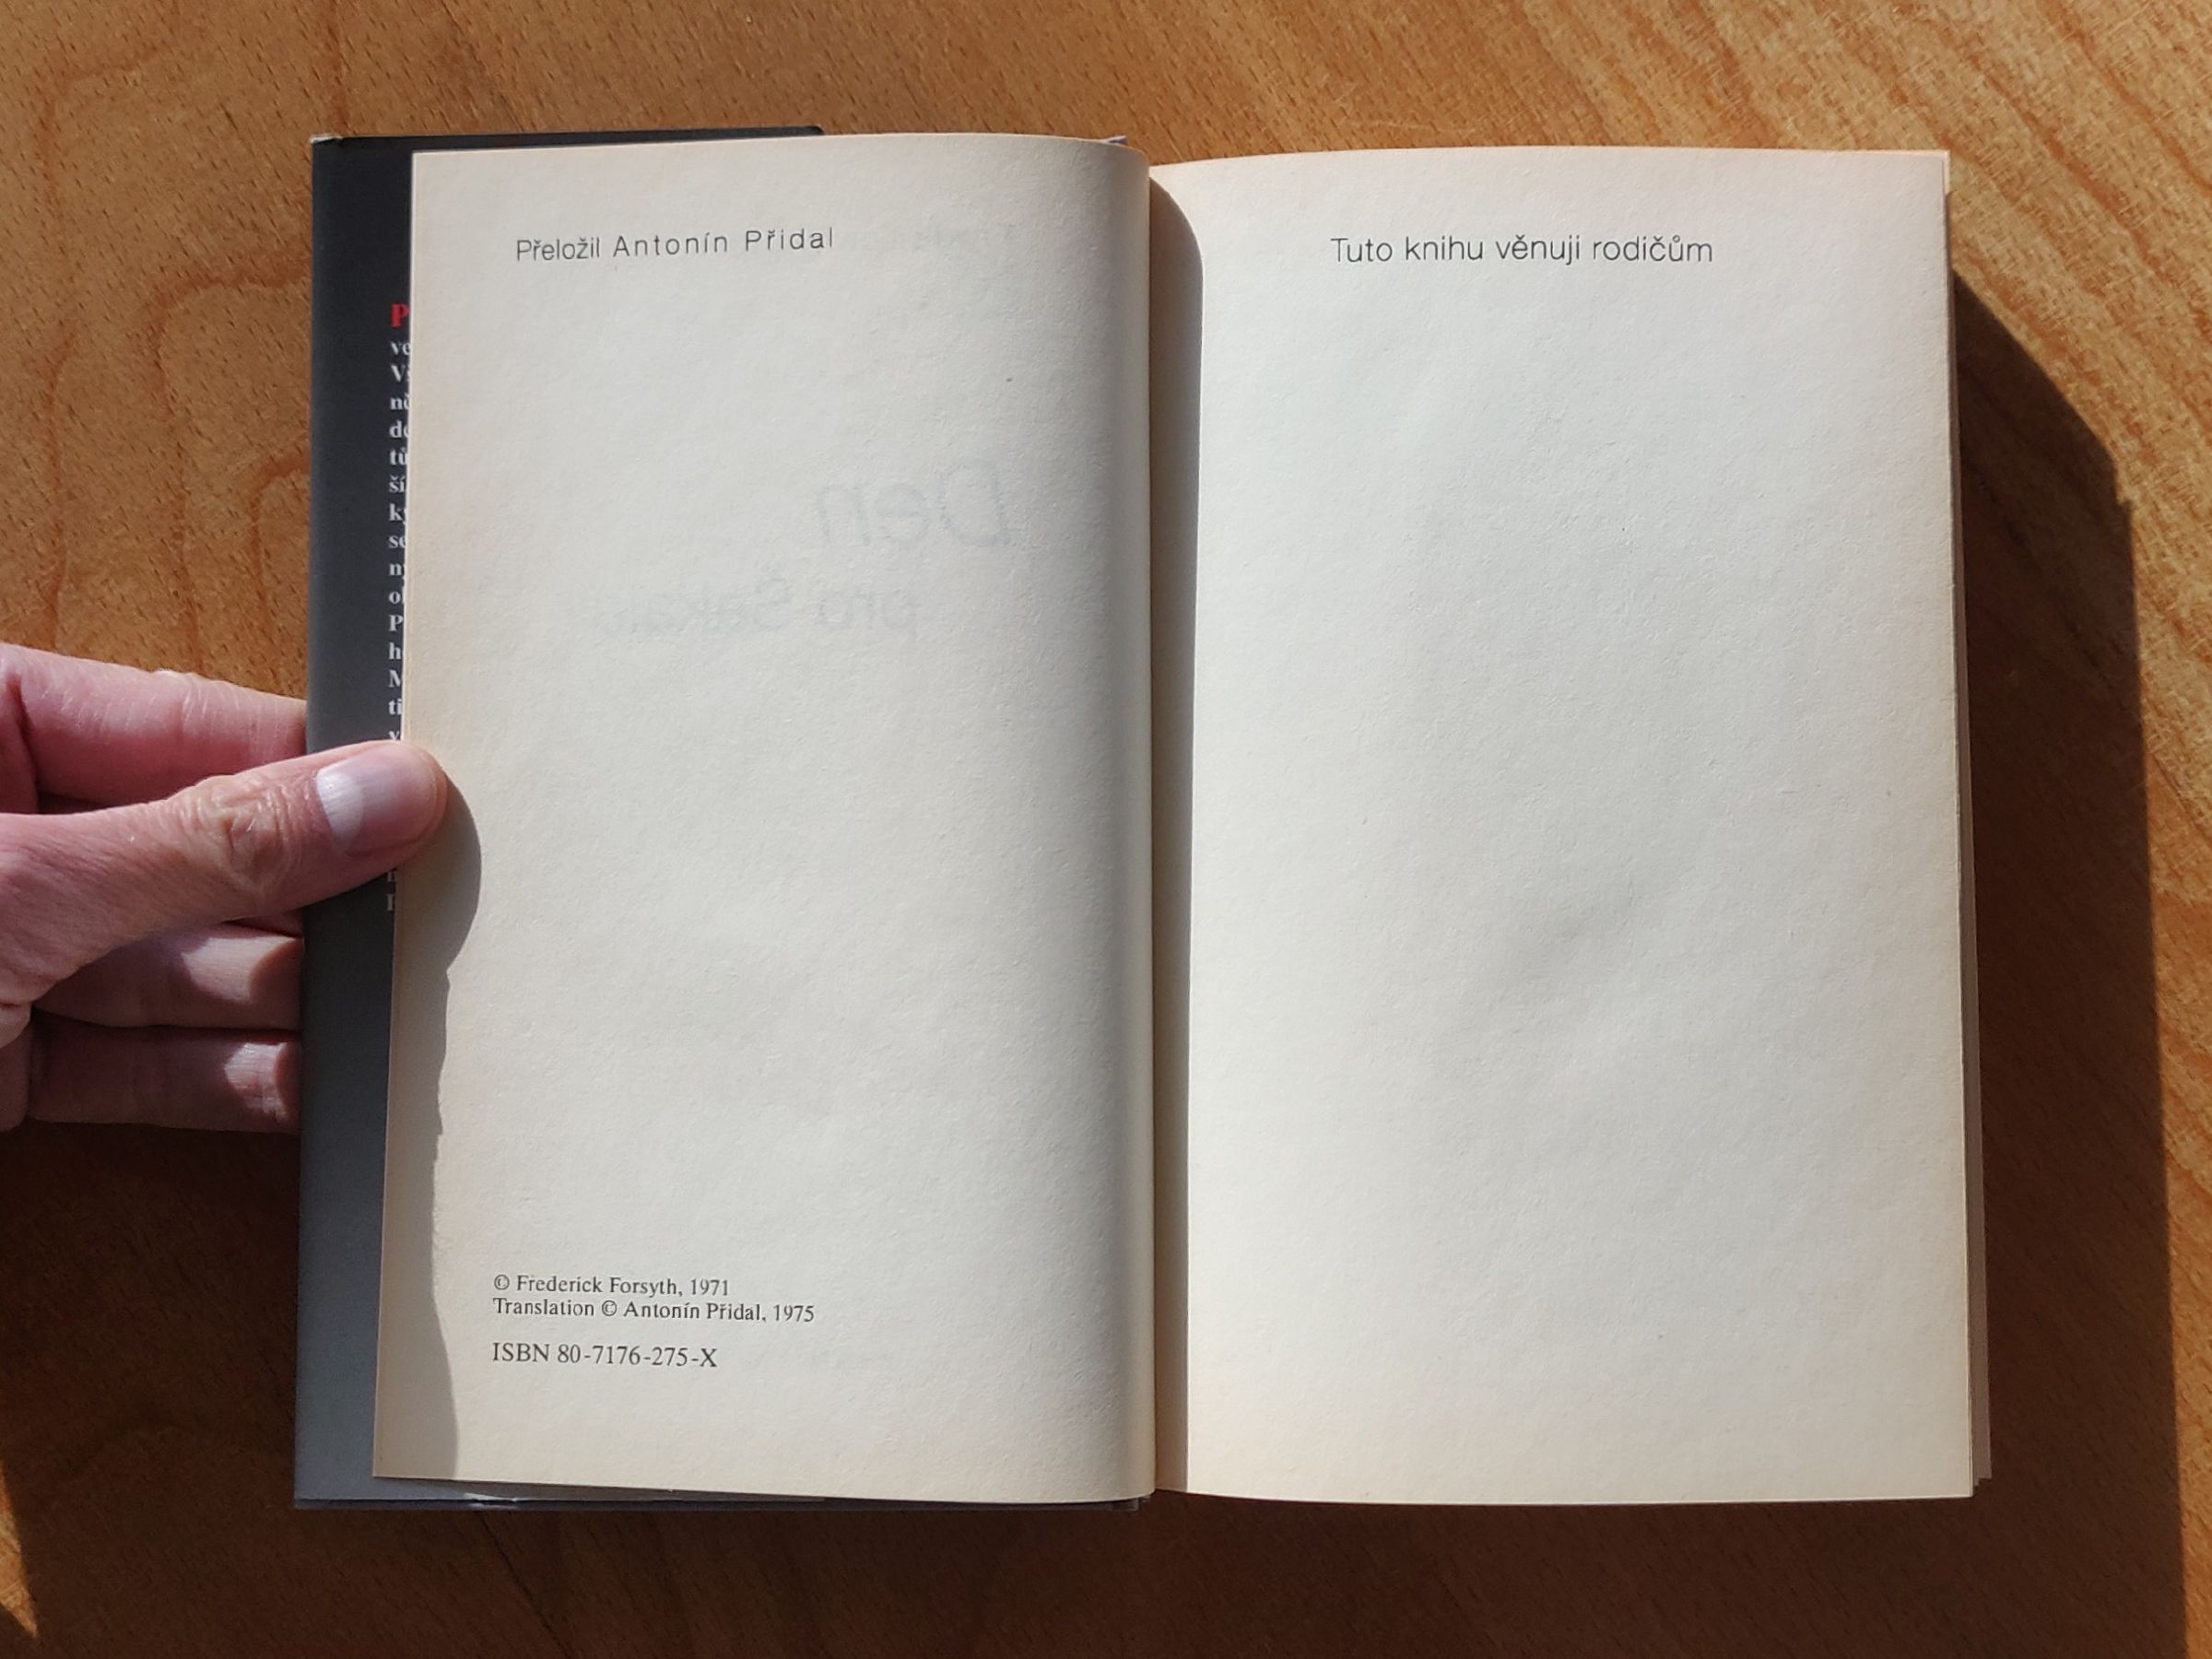 Přeložil Antonín Přidal
© Frederick Forsyth, 1971
Translation © Antonín Přidal, 1975
ISBN 80-7176-275-X
Tuto knihu věnuji rodičům